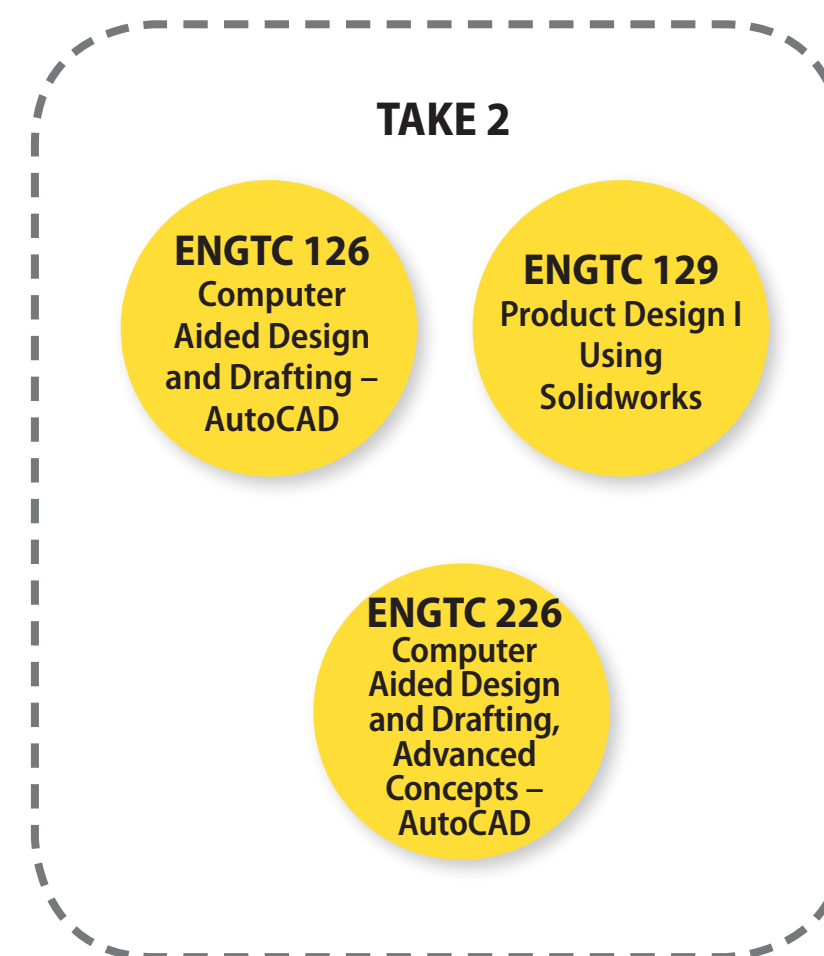 TAKE 2
ENGTC 126
Computer
Aided Design
and Drafting –
AutoCAD
ENGTC 129
Product Design I
Using
Solidworks
ENGTC 226
Computer
Aided Design
and Drafting,
Advanced
Concepts –
AutoCAD